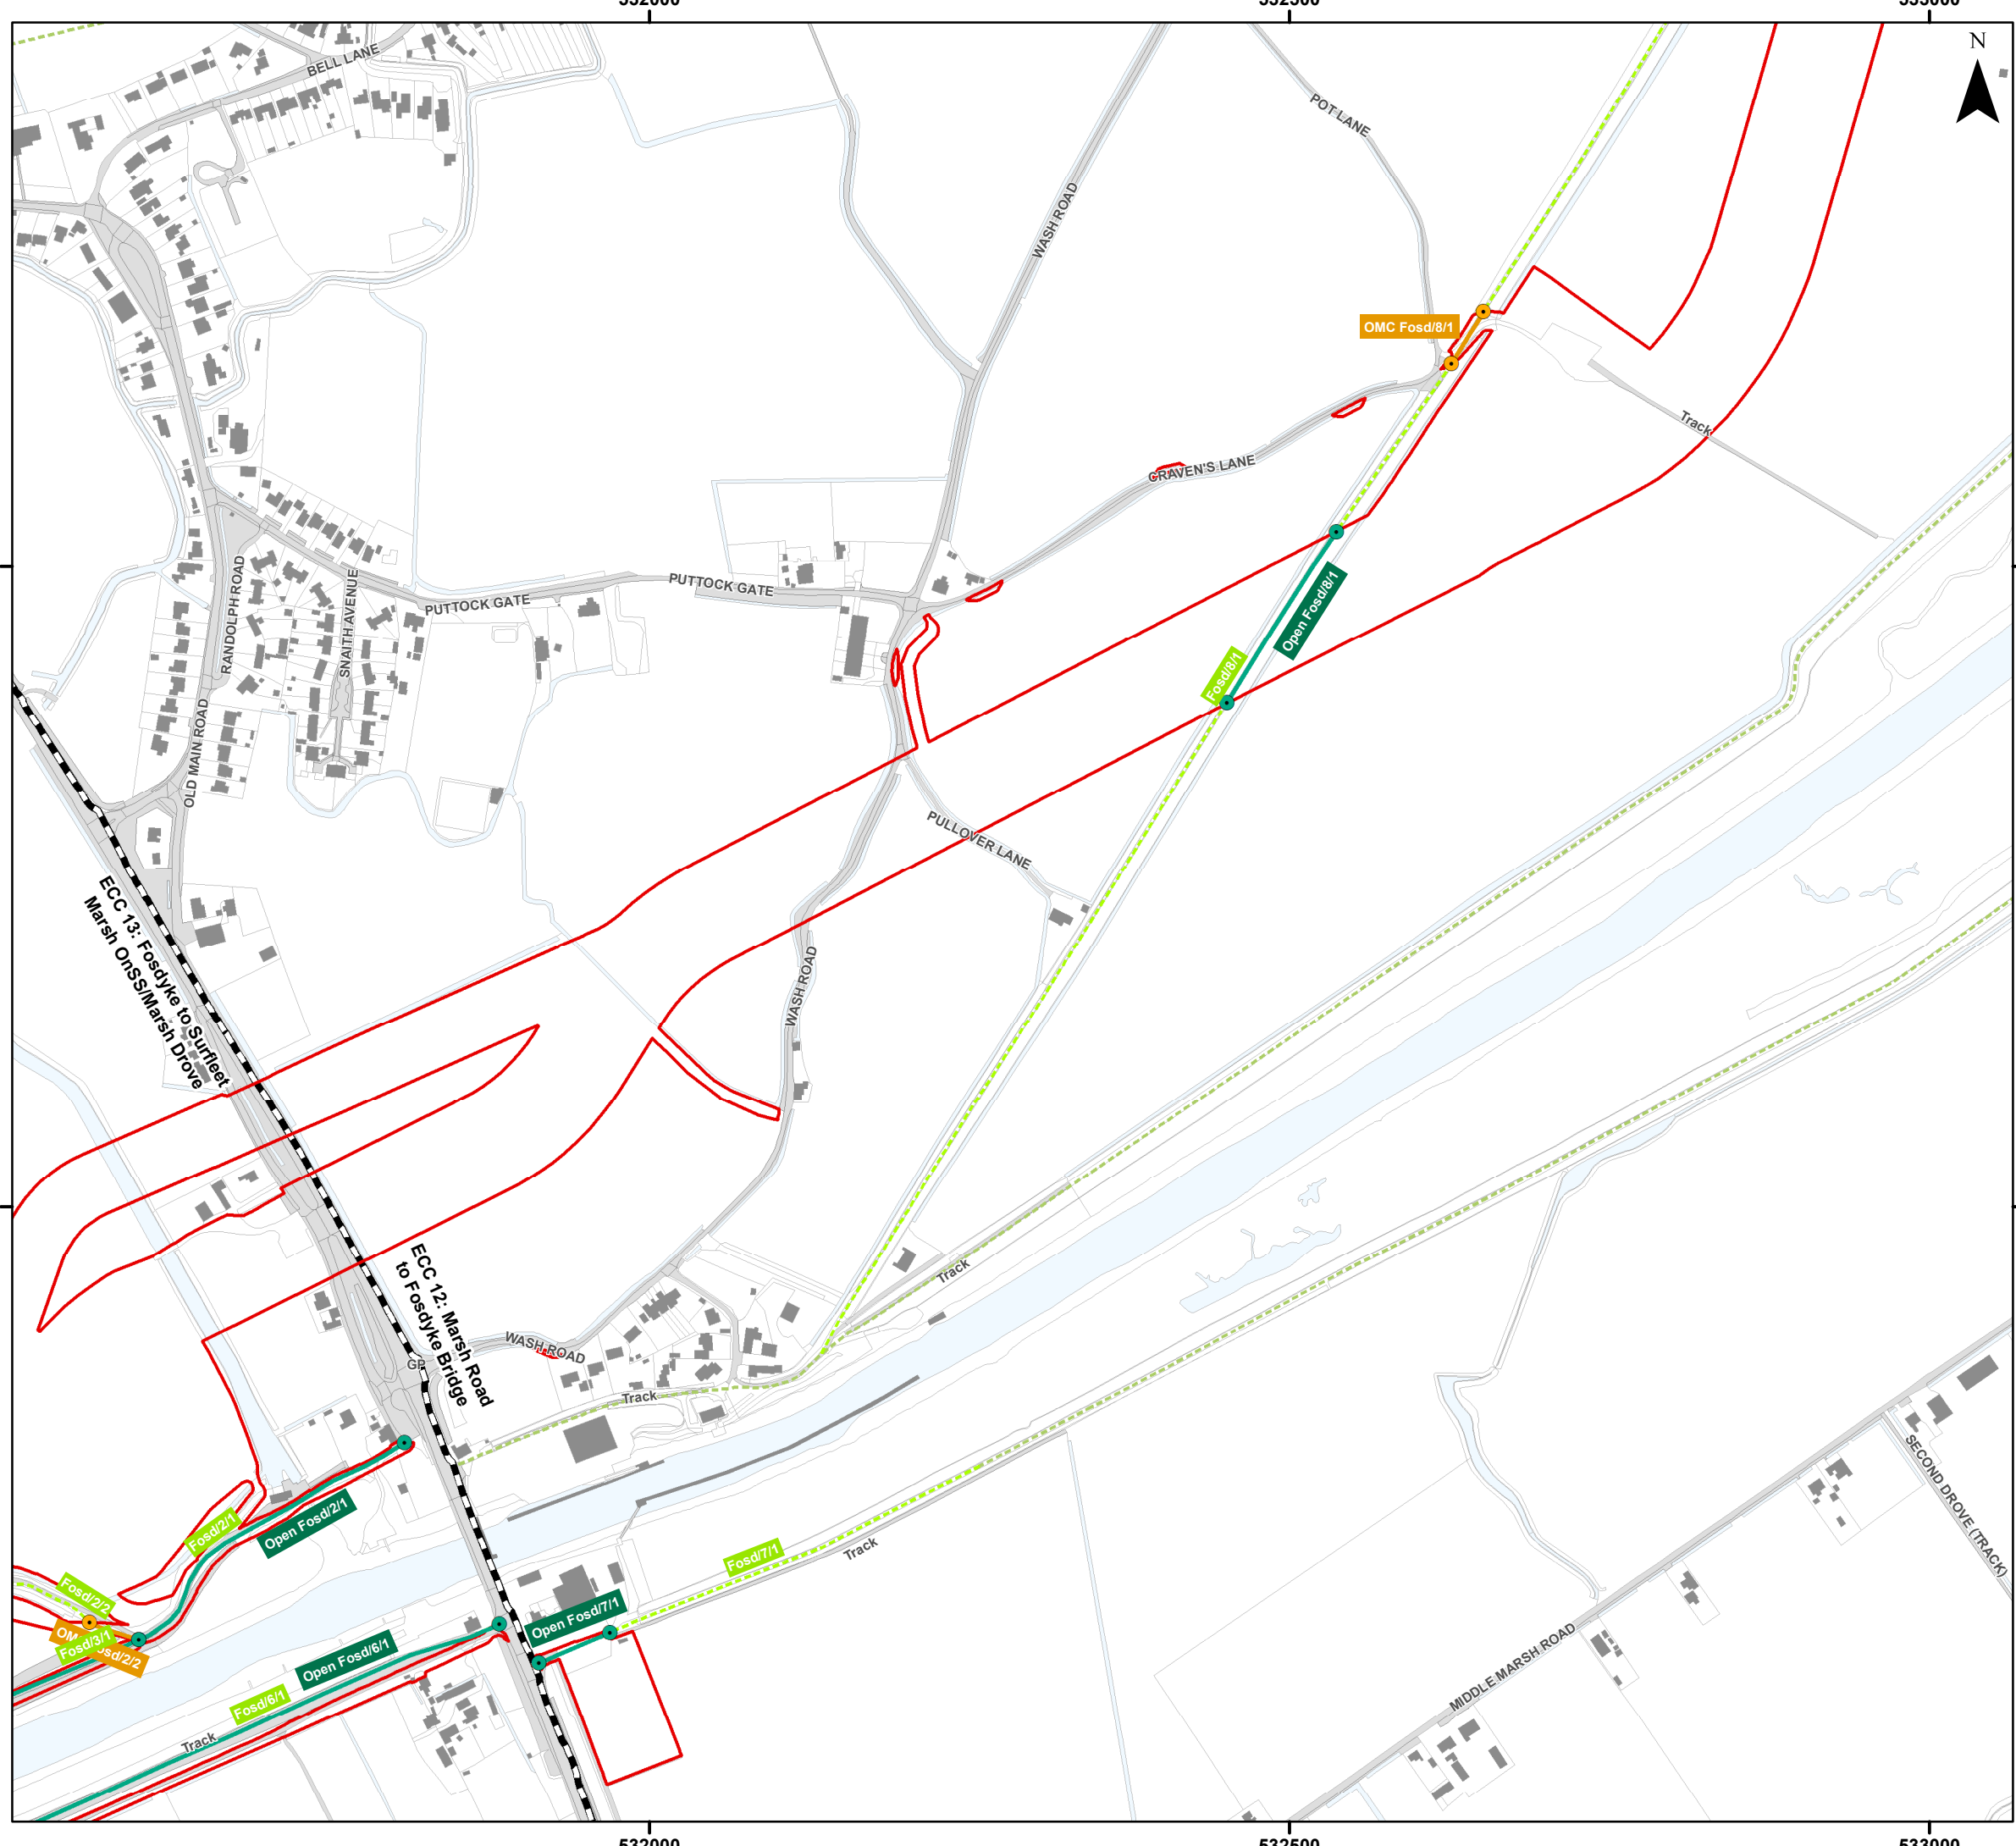 532000
532500
533000
N
BELL LANE
POT LANE
WASH ROAD
OMC Fosd/8/1
Track
CRAVEN'S LANE
RANDOLPH ROAD
SNAITH AVENUE
PUTTOCK GATE
PUTTOCK GATE
Open Fosd/8/1
Fosd/8/1
OLD MAIN ROAD
PULLOVER LANE
ECC 13: Fosdyke to Surfleet
Marsh OnSS/Marsh Drove
WASH ROAD
ECC 12: Marsh Road
to Fosdyke Bridge
Track
GP
WASH ROAD
Track
SECOND DROVE (TRACK)
Fosd/2/1
Open Fosd/2/1
Fosd/7/1
Track
Fosd/2/2
Open Fosd/7/1
Fosd/3/1
Open Fosd/6/1
Fosd/6/1
MIDDLE MARSH ROAD
Track
532000
532500
533000